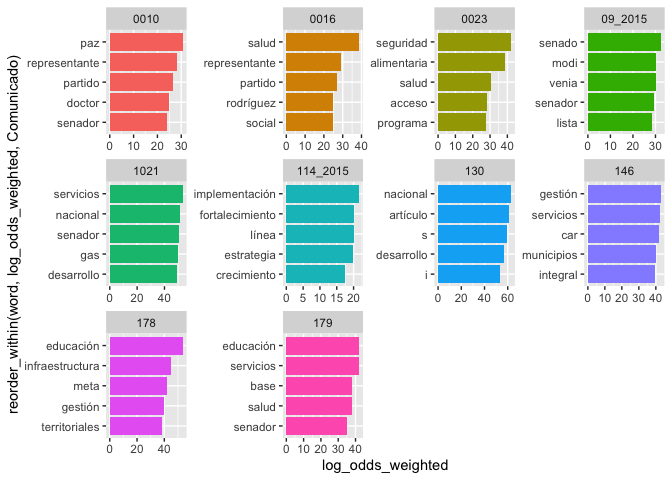 reorder_within(word, log_odds_weighted, Comunicado)
0010
paz
representante
partido
doctor
senador
0 10 20 30
0016
salud
representante
partido
rodríguez
social
0 10 20 30 40
0023
seguridad
alimentaria
salud
acceso
programa
0 10 20 30 40
09_2015
senado
modi
venia
senador
lista
0 10 20 30
1021
servicios
nacional
senador
gas
desarrollo
0 20 40
114_2015
implementación
fortalecimiento
línea
estrategia
crecimiento
0 5 10 15 20
130
nacional
artículo
s
desarrollo
i
0 20 40 60
146
gestión
servicios
car
municipios
integral
0 10 20 30 40
178
educación
infraestructura
meta
gestión
territoriales
0 20 40
179
educación
servicios
base
salud
senador
0 10 20 30 40
log_odds_weighted